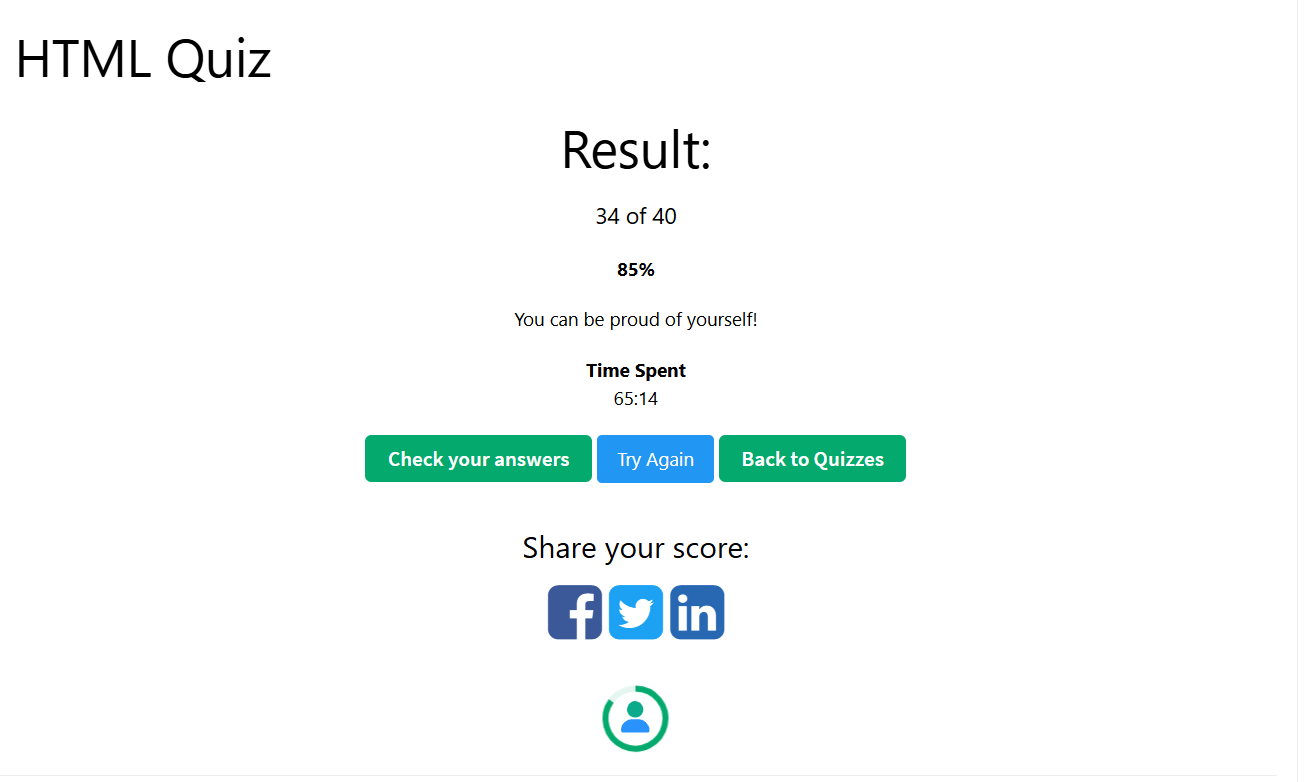 HTML Quiz
Result:
34 of 40
85%
You can be proud of yourself!
Time Spent
65:14
Check your answers Try Again Back to Quizzes
Share your score:
f in